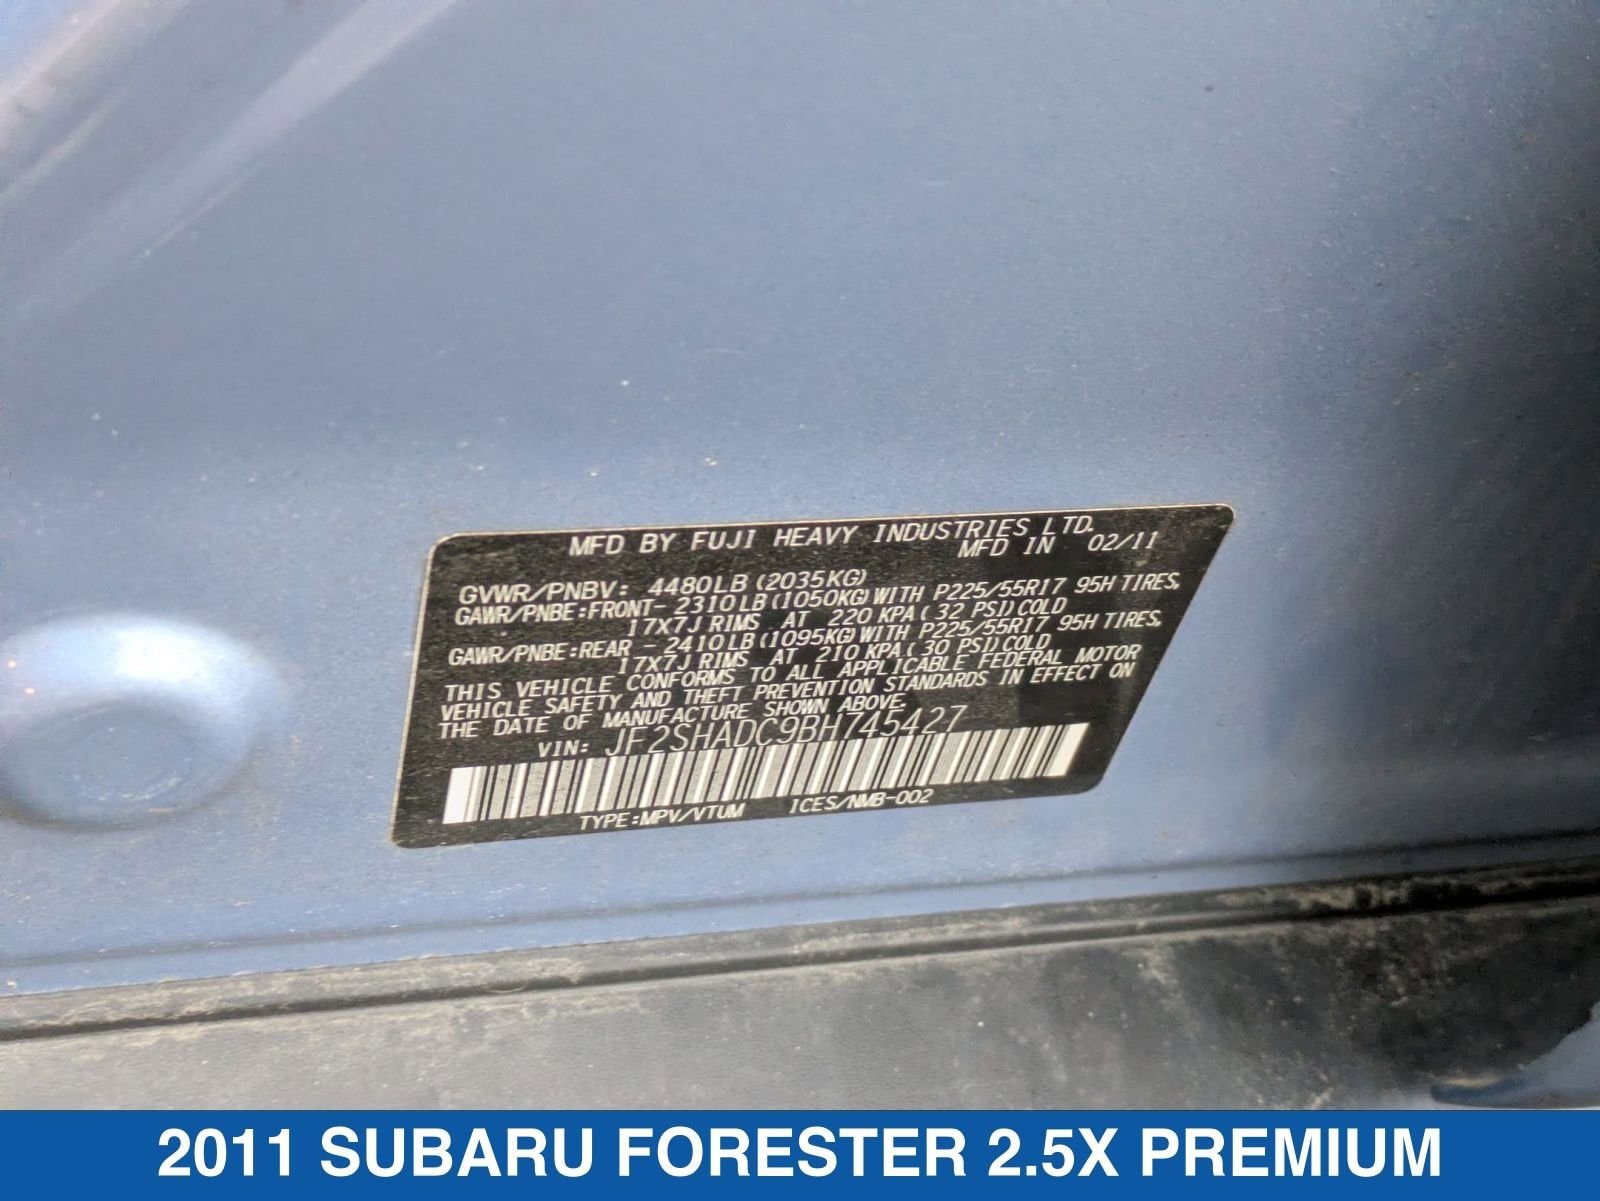 MFD BY FUJI HEAVY INDUSTRIES LTD.
MFD IN 02/11
GVWR/PNBV: 4480LB (2035KG)
GAWR/PNBE:FRONT- 2310LB (1050KG) WITH P225/55R17 95H TIRES,
17X7J RIMS AT 220 KPA ( 32 PSI) COLD
GAWR/PNBE:REAR - 2410LB (1095KG) WITH P225/55R17 95H TIRES,
17X7J RIMS AT 210 KPA ( 30 PSI) COLD
THIS VEHICLE CONFORMS TO ALL APPLICABLE FEDERAL MOTOR
VEHICLE SAFETY AND THEFT PREVENTION STANDARDS IN EFFECT ON
THE DATE OF MANUFACTURE SHOWN ABOVE.
VIN: JF2SHADC9BH745427
TYPE:MPV/VTUM ICES/NMB-002
2011 SUBARU FORESTER 2.5X PREMIUM